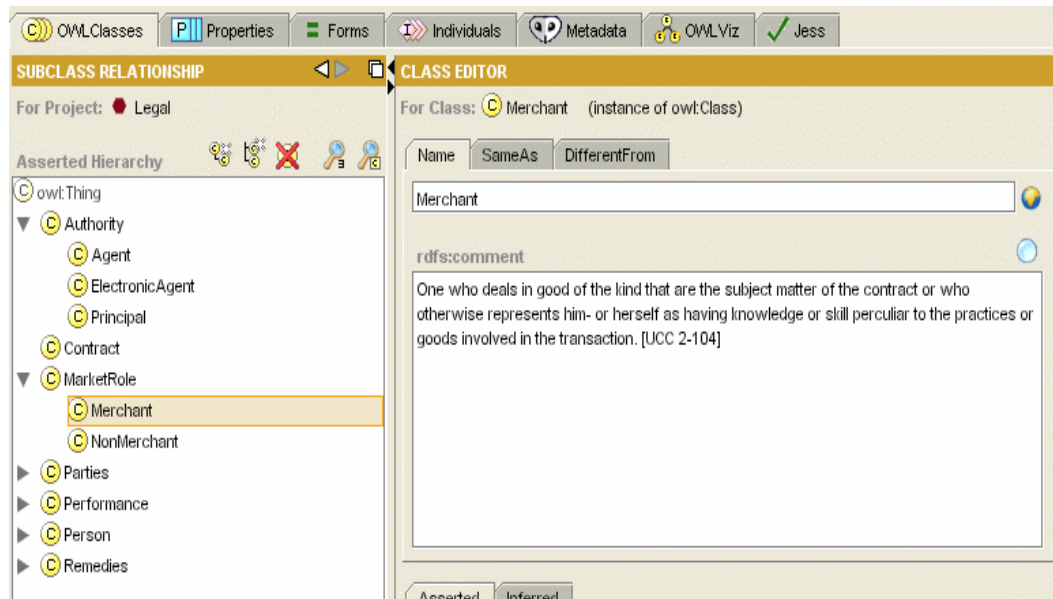 OWLClasses Properties Forms Individuals Metadata OWLViz Jess
SUBCLASS RELATIONSHIP
For Project: Legal
Asserted Hierarchy
owl:Thing
Authority
Agent
ElectronicAgent
Principal
Contract
MarketRole
Merchant
NonMerchant
Parties
Performance
Person
Remedies
CLASS EDITOR
For Class: Merchant (instance of owl:Class)
Name SameAs DifferentFrom
Merchant
rdfs:comment
One who deals in good of the kind that are the subject matter of the contract or who
otherwise represents him- or herself as having knowledge or skill perculiar to the practices or
goods involved in the transaction. [UCC 2-104]
Asserted Inferred